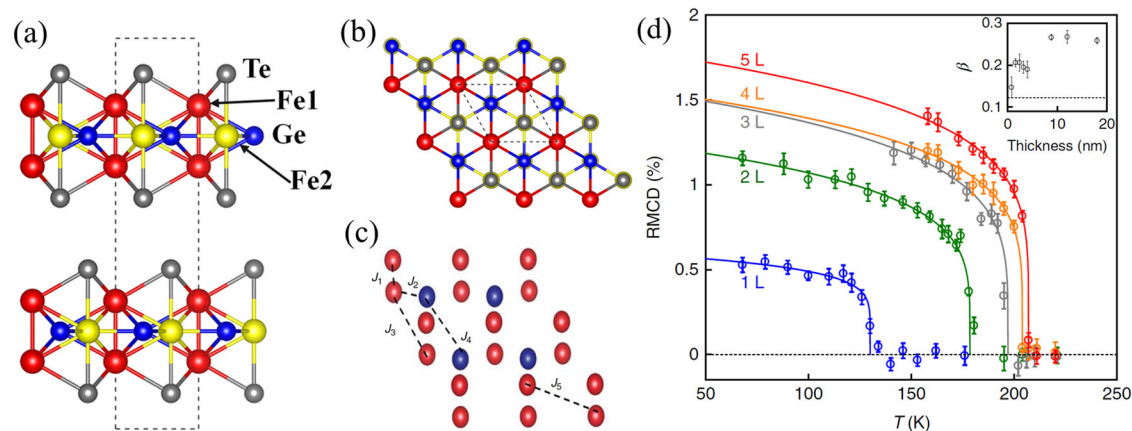 (a)
Te
Fe1
Ge
Fe2
(b)
(c)
J1
J2
J3
J4
J5
(d)
RMCD (%)
2
1.5
1
0.5
0
5 L
4 L
3 L
2 L
1 L
50 100 150 200 250
T (K)
β
0.3
0.2
0.1
0 10 20
Thickness (nm)